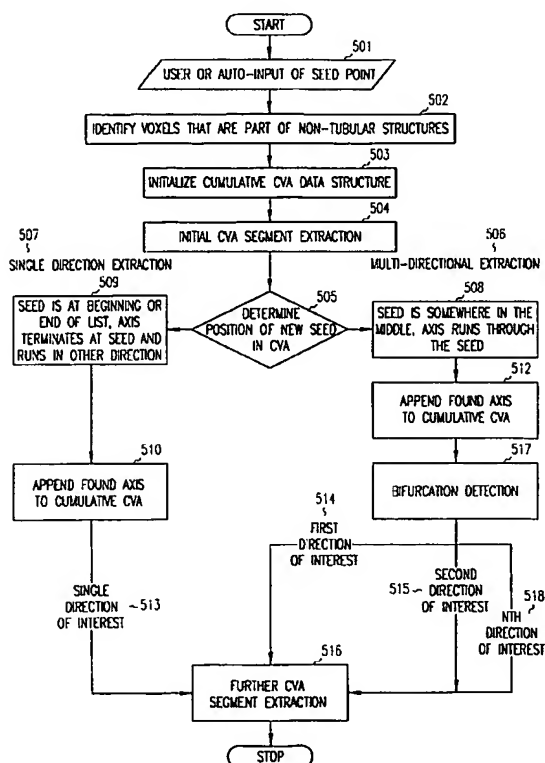 START
501
USER OR AUTO-INPUT OF SEED POINT
502
IDENTIFY VOXELS THAT ARE PART OF NON-TUBULAR STRUCTURES
503
INITIALIZE CUMULATIVE CVA DATA STRUCTURE
504
INITIAL CVA SEGMENT EXTRACTION
507
SINGLE DIRECTION EXTRACTION
506
MULTI-DIRECTIONAL EXTRACTION
509
SEED IS AT BEGINNING OR
END OF LIST, AXIS
TERMINATES AT SEED AND
RUNS IN OTHER DIRECTION
505
DETERMINE
POSITION OF NEW SEED
IN CVA
508
SEED IS SOMEWHERE IN THE
MIDDLE, AXIS RUNS THROUGH
THE SEED
512
APPEND FOUND AXIS
TO CUMULATIVE CVA
510
APPEND FOUND AXIS
TO CUMULATIVE CVA
517
BIFURCATION DETECTION
514
FIRST
DIRECTION
OF INTEREST
SINGLE
DIRECTION
OF INTEREST
513
SECOND
DIRECTION
OF INTEREST
515
518
NTH
DIRECTION
OF INTEREST
516
FURTHER CVA
SEGMENT EXTRACTION
STOP